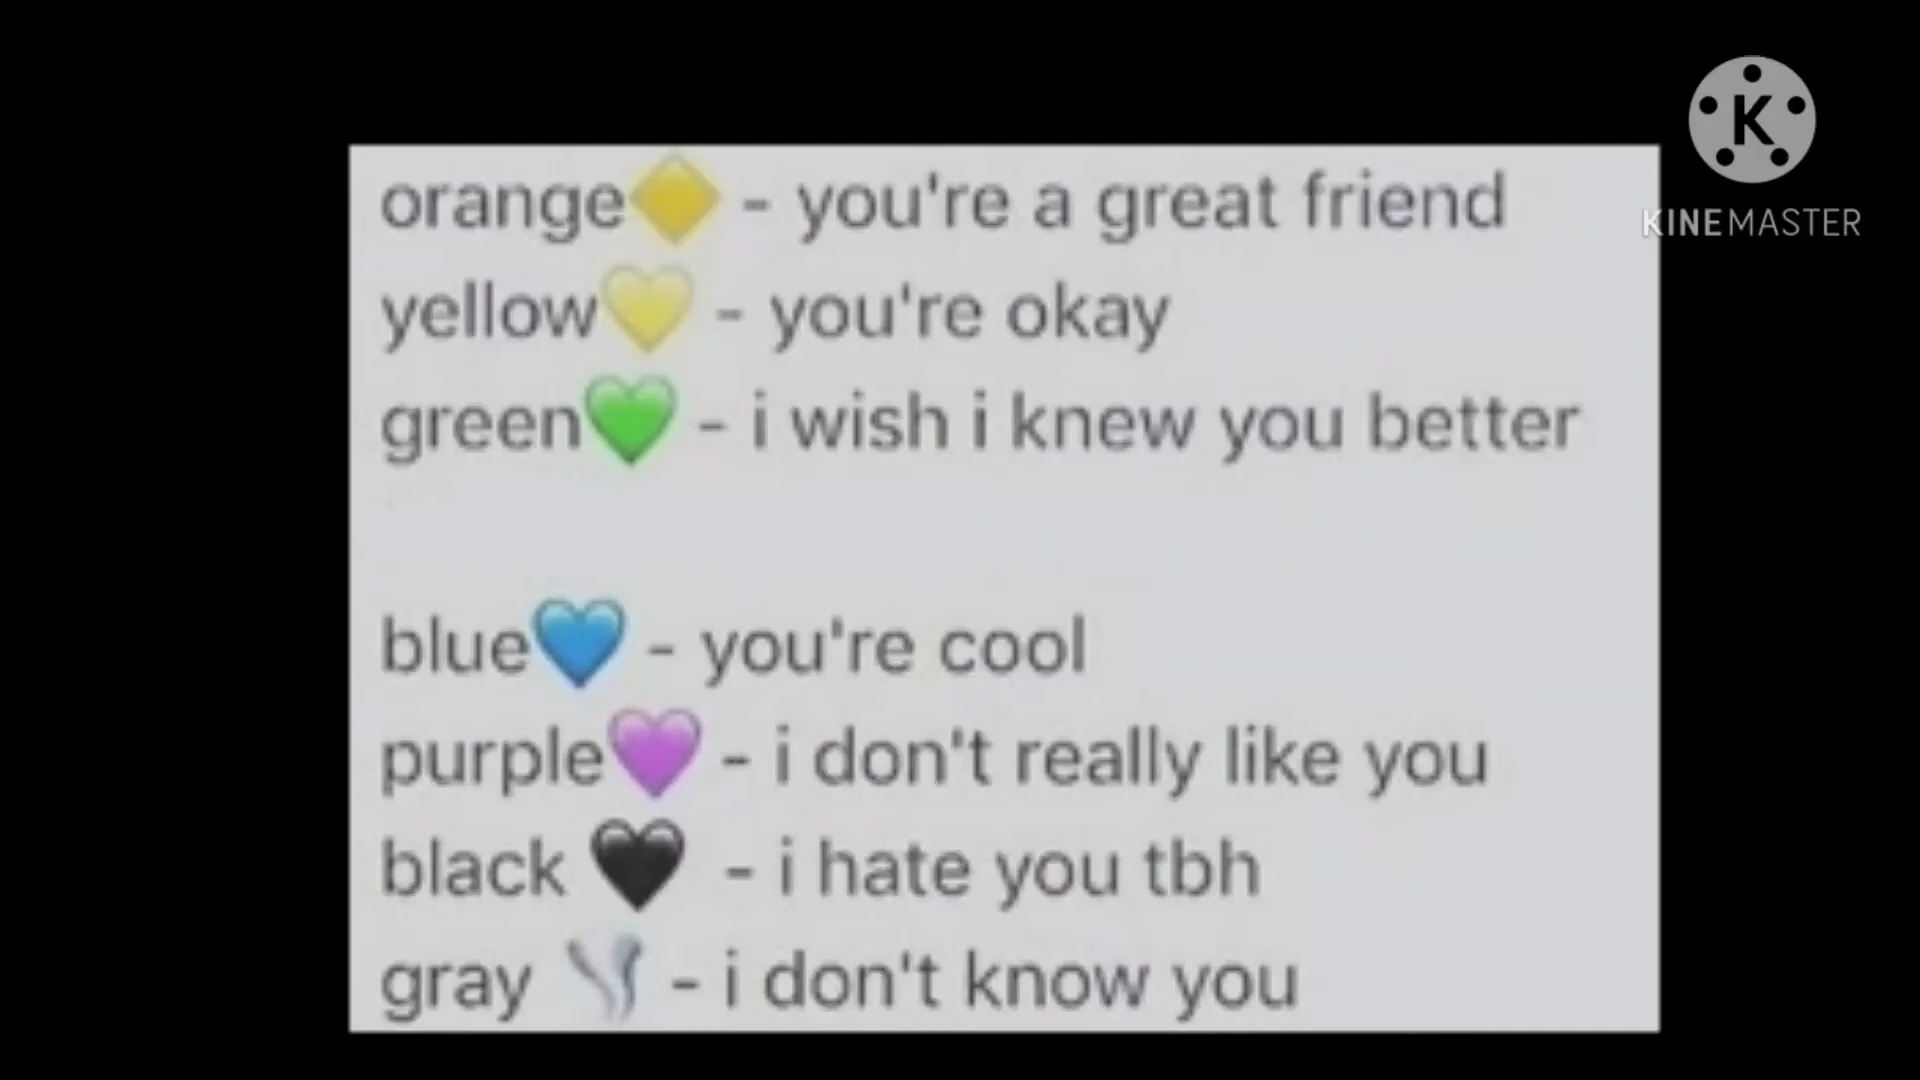 orange🔶 - you're a great friend
yellow💛 - you're okay
green💚 - i wish i knew you better
blue💙 - you're cool
purple💜 - i don't really like you
black 🖤 - i hate you tbh
gray - i don't know you
K
KINEMASTER